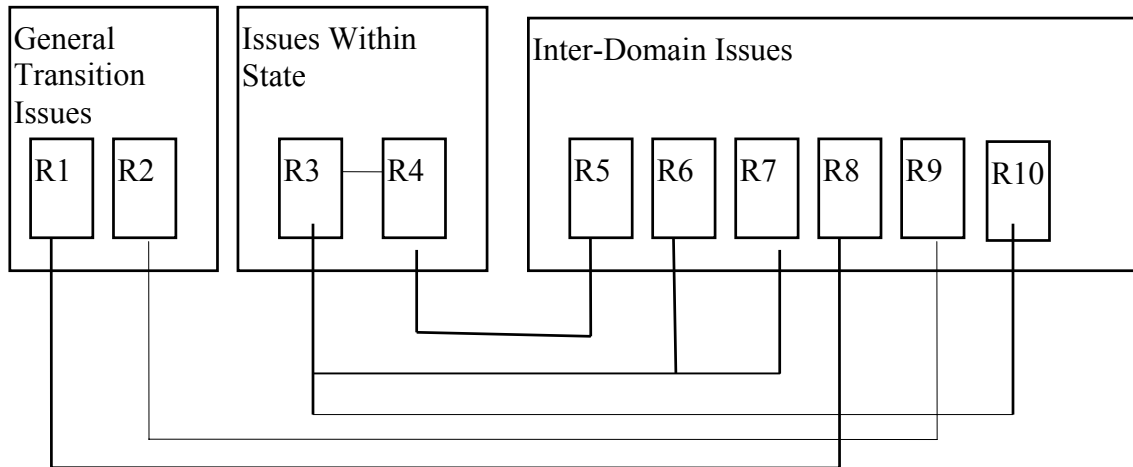 General
Transition
Issues
R1 R2
Issues Within
State
R3 R4
Inter-Domain Issues
R5 R6 R7 R8 R9 R10